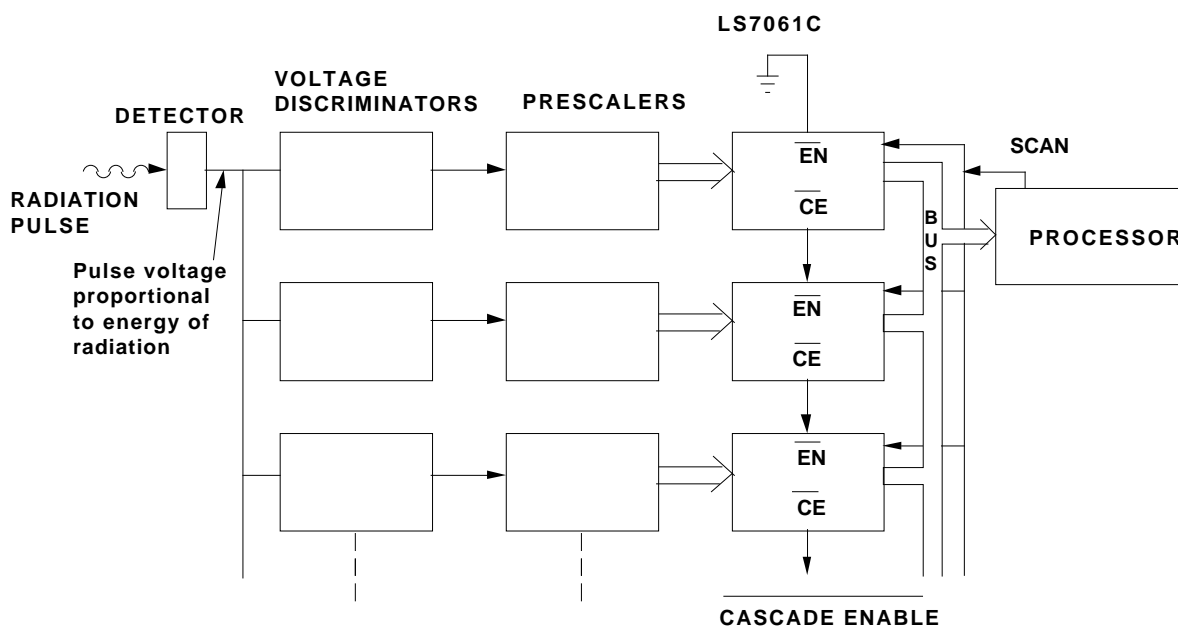 LS7061C
VOLTAGE
DISCRIMINATORS
PRESCALERS
DETECTOR
RADIATION
PULSE
Pulse voltage
proportional
to energy of
radiation
EN
CE
EN
CE
EN
CE
BUS
SCAN
PROCESSOR
CASCADE ENABLE